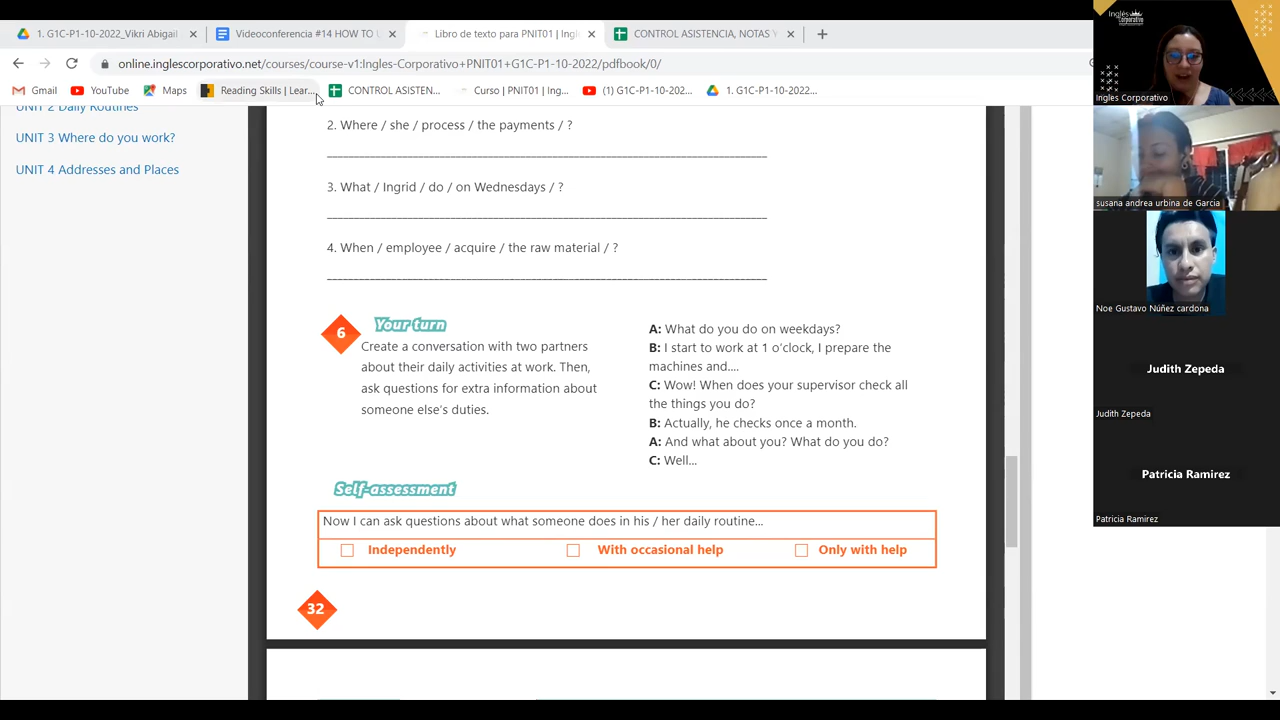 1. G1C-P1-10-2022_Vikri Abigail
Videoconferencia #14 HOW TO
Libro de texto para PNIT01 | Ingl
CONTROL ASISTENCIA, NOTAS Y
online.inglescorporativo.net/courses/course-v1:Ingles-Corporativo+PNIT01+G1C-P1-10-2022/pdfbook/0/
Gmail
YouTube
Maps
Reading Skills | Lear...
CONTROL ASISTEN...
Curso | PNIT01 | Ing...
(1) G1C-P1-10-202...
1. G1C-P1-10-2022...
UNIT 2 Daily Routines
UNIT 3 Where do you work?
UNIT 4 Addresses and Places
2. Where / she / process / the payments / ?
3. What / Ingrid / do / on Wednesdays / ?
4. When / employee / acquire / the raw material / ?
6
Your turn
Create a conversation with two partners
about their daily activities at work. Then,
ask questions for extra information about
someone else's duties.
A: What do you do on weekdays?
B: I start to work at 1 o'clock, I prepare the
machines and....
C: Wow! When does your supervisor check all
the things you do?
B: Actually, he checks once a month.
A: And what about you? What do you do?
C: Well...
Self-assessment
Now I can ask questions about what someone does in his / her daily routine...
Independently
With occasional help
Only with help
32
Inglés
Corporativo
Ingles Corporativo
susana andrea urbina de Garcia
Noe Gustavo Núñez cardona
Judith Zepeda
Judith Zepeda
Patricia Ramirez
Patricia Ramirez